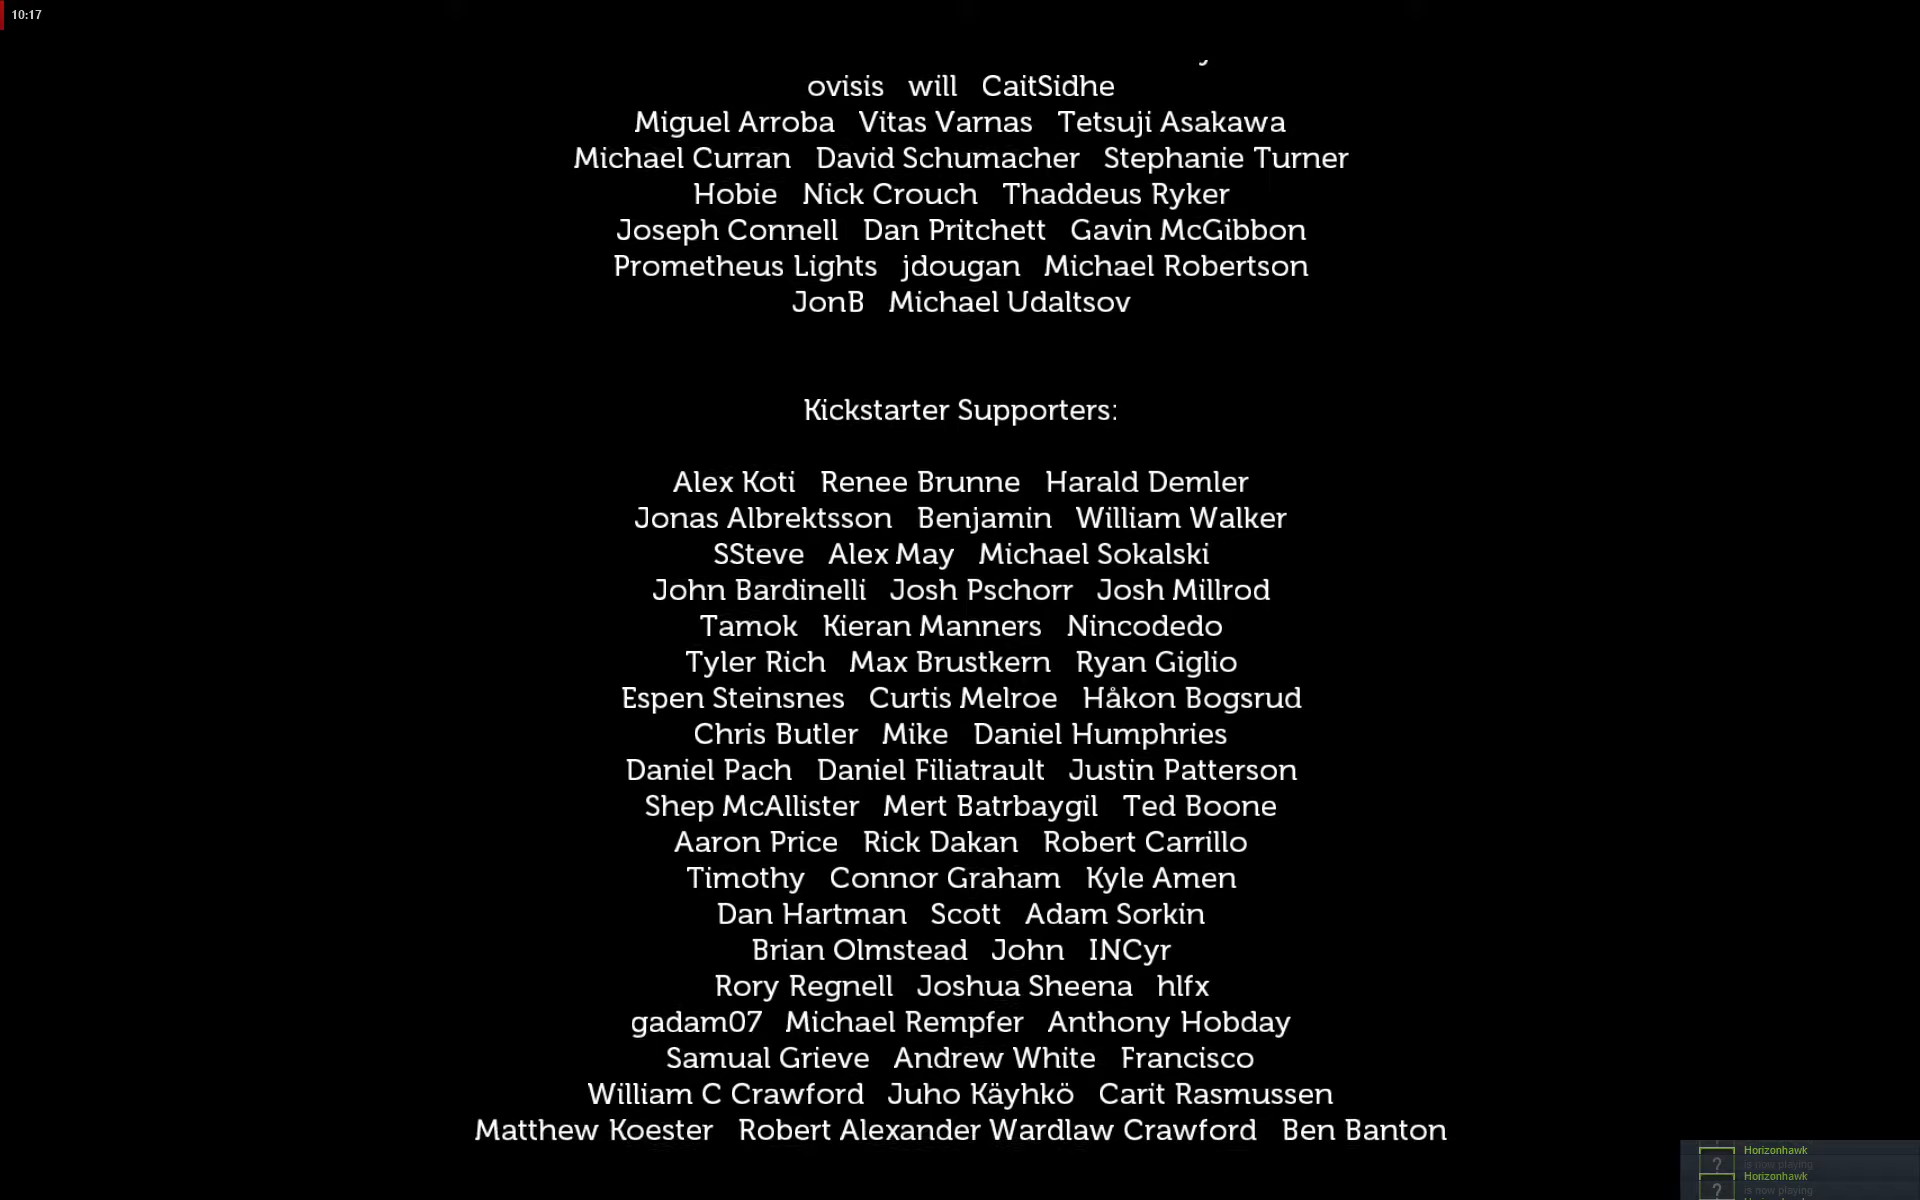 10:17
ovisis will CaitSidhe
Miguel Arroba Vitas Varnas Tetsuji Asakawa
Michael Curran David Schumacher Stephanie Turner
Hobie Nick Crouch Thaddeus Ryker
Joseph Connell Dan Pritchett Gavin McGibbon
Prometheus Lights jdougan Michael Robertson
JonB Michael Udaltsov
Kickstarter Supporters:
Alex Koti Renee Brunne Harald Demler
Jonas Albrektsson Benjamin William Walker
SSteve Alex May Michael Sokalski
John Bardinelli Josh Pschorr Josh Millrod
Tamok Kieran Manners Nincodedo
Tyler Rich Max Brustkern Ryan Giglio
Espen Steinsnes Curtis Melroe Håkon Bogsrud
Chris Butler Mike Daniel Humphries
Daniel Pach Daniel Filiatrault Justin Patterson
Shep McAllister Mert Batrbaygil Ted Boone
Aaron Price Rick Dakan Robert Carrillo
Timothy Connor Graham Kyle Amen
Dan Hartman Scott Adam Sorkin
Brian Olmstead John INCyr
Rory Regnell Joshua Sheena hlfx
gadam07 Michael Rempfer Anthony Hobday
Samual Grieve Andrew White Francisco
William C Crawford Juho Käyhkö Carit Rasmussen
Matthew Koester Robert Alexander Wardlaw Crawford Ben Banton
Horizonhawk
is now playing
Horizonhawk
is now playing